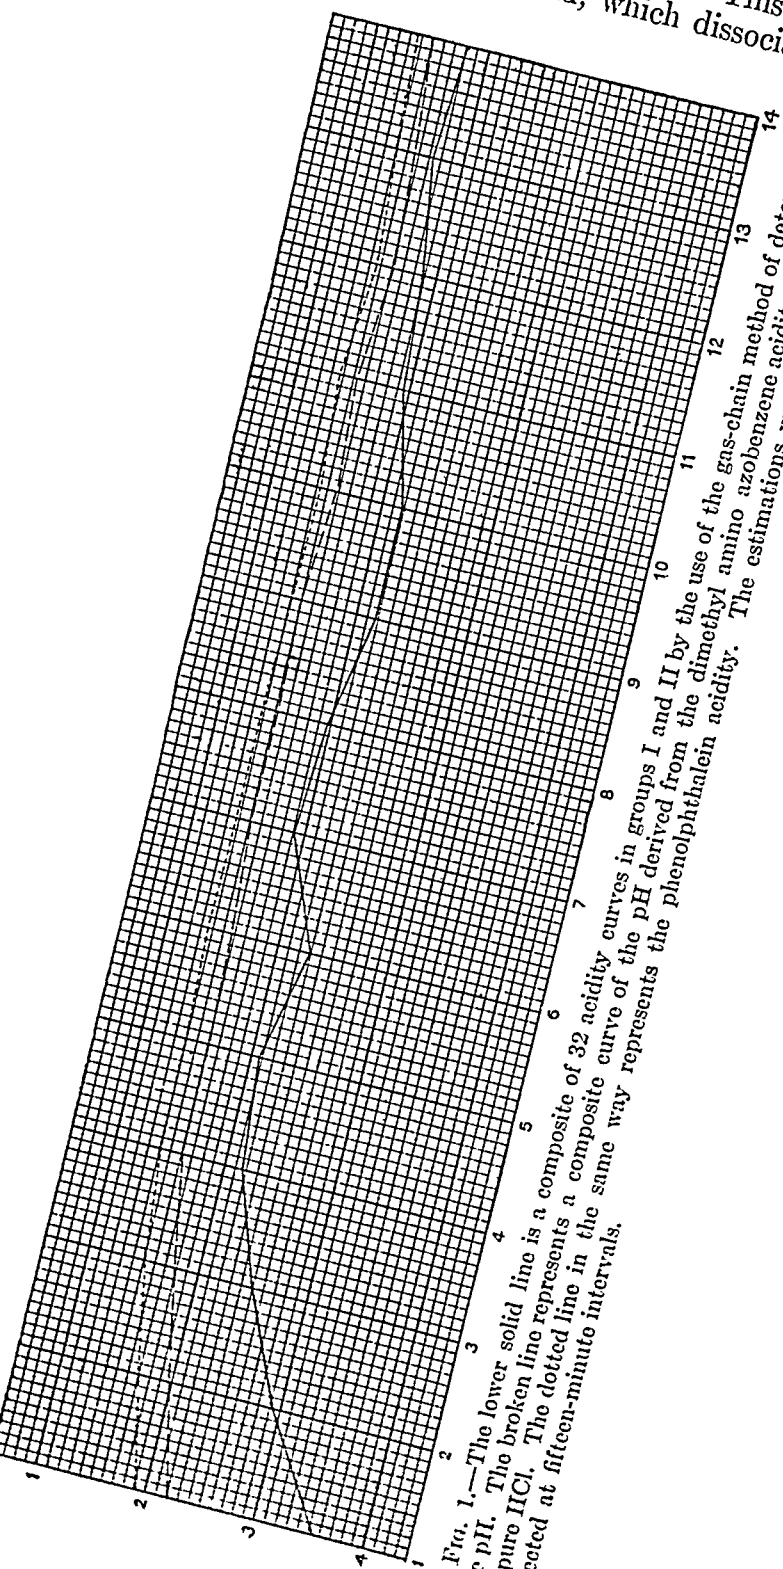 This
which dissoci
1
2
3
4
1 2 3 4 5 6 7 8 9 10 11 12 13 14
Fig. 1.—The lower solid line is a composite of 32 acidity curves in groups I and II by the use of the gas-chain method of
pH. The broken line represents a composite curve of the pH derived from the dimethyl amino azobenzene
pure HCl. The dotted line in the same way represents the phenolphthalein acidity. The estimations
at fifteen-minute intervals.